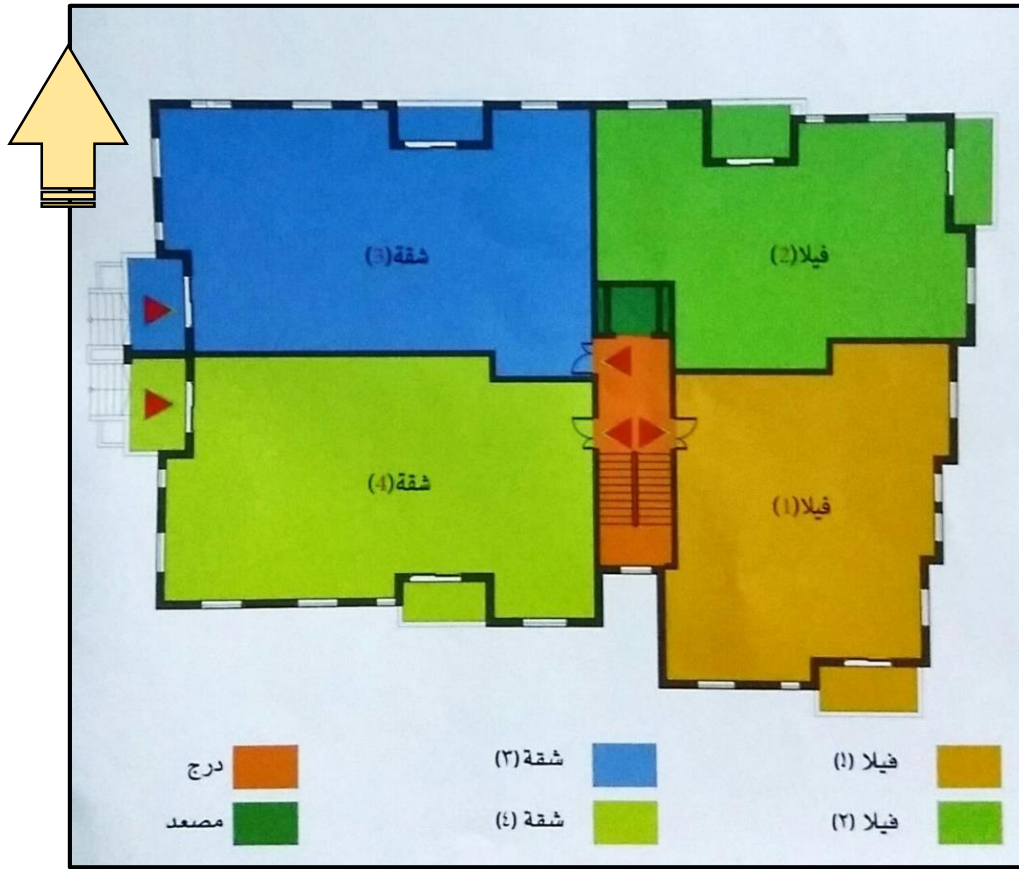 شقة(3)
فيلا(2)
شقة(4)
فيلا(1)
فيلا (١)
شقة (٣)
درج
فيلا (٢)
شقة (٤)
مصعد